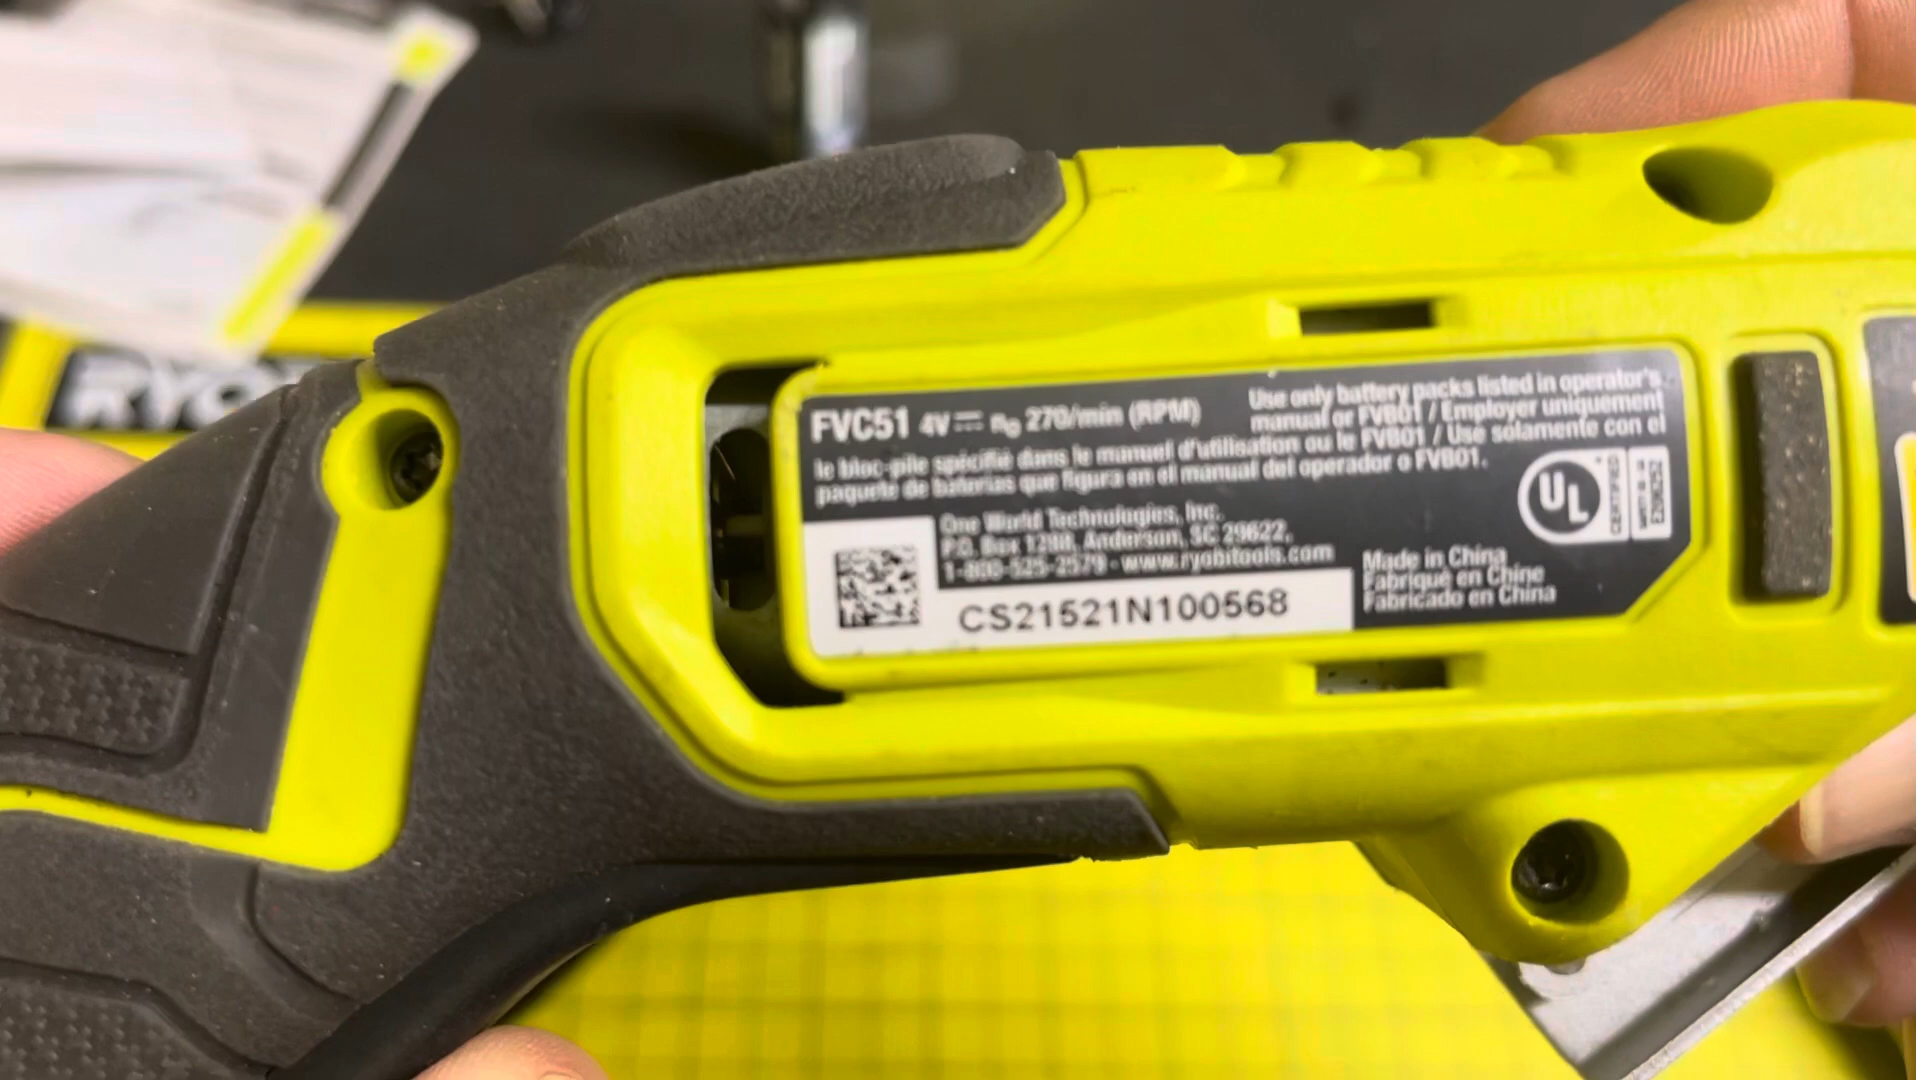 FVC51 4V ⎓ n₀ 270/min (RPM)
Use only battery packs listed in operator's
manual or FVB01 / Employer uniquement
le bloc-pile spécifié dans le manuel d'utilisation ou le FVB01 / Use solamente con el
paquete de baterías que figura en el manual del operador o FVB01.
One World Technologies, Inc.
P.O. Box 1288, Anderson, SC 29622,
1-800-525-2579 · www.ryobitools.com
CS21521N100568
UL
CERTIFIED
Made in China
Fabriqué en Chine
Fabricado en China
RYO